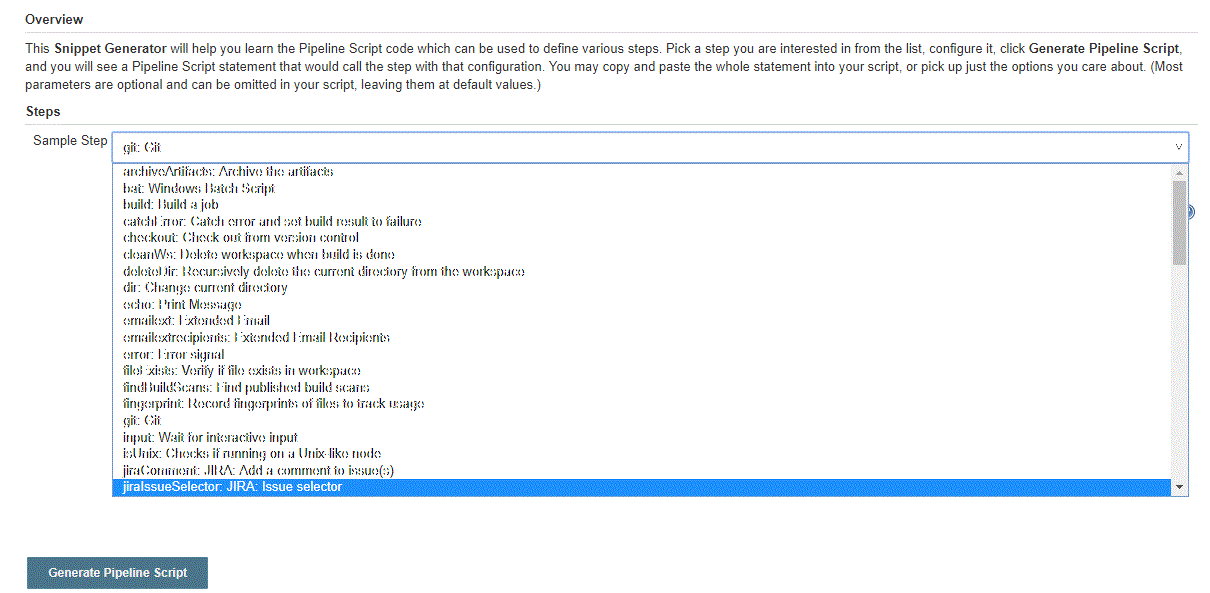 Overview
This Snippet Generator will help you learn the Pipeline Script code which can be used to define various steps. Pick a step you are interested in from the list, configure it, click Generate Pipeline Script,
and you will see a Pipeline Script statement that would call the step with that configuration. You may copy and paste the whole statement into your script, or pick up just the options you care about. (Most
parameters are optional and can be omitted in your script, leaving them at default values.)
Steps
Sample Step
git: Git
archiveArtifacts: Archive the artifacts
bat: Windows Batch Script
build: Build a job
catchError: Catch error and set build result to failure
checkout: Check out from version control
cleanWs: Delete workspace when build is done
deleteDir: Recursively delete the current directory from the workspace
dir: Change current directory
echo: Print Message
emailext: Extended Email
emailextrecipients: Extended Email Recipients
error: Error signal
fileExists: Verify if file exists in workspace
findBuildScans: Find published build scans
fingerprint: Record fingerprints of files to track usage
git: Git
input: Wait for interactive input
isUnix: Checks if running on a Unix-like node
jiraComment: JIRA: Add a comment to issue(s)
jiraIssueSelector: JIRA: Issue selector
Generate Pipeline Script